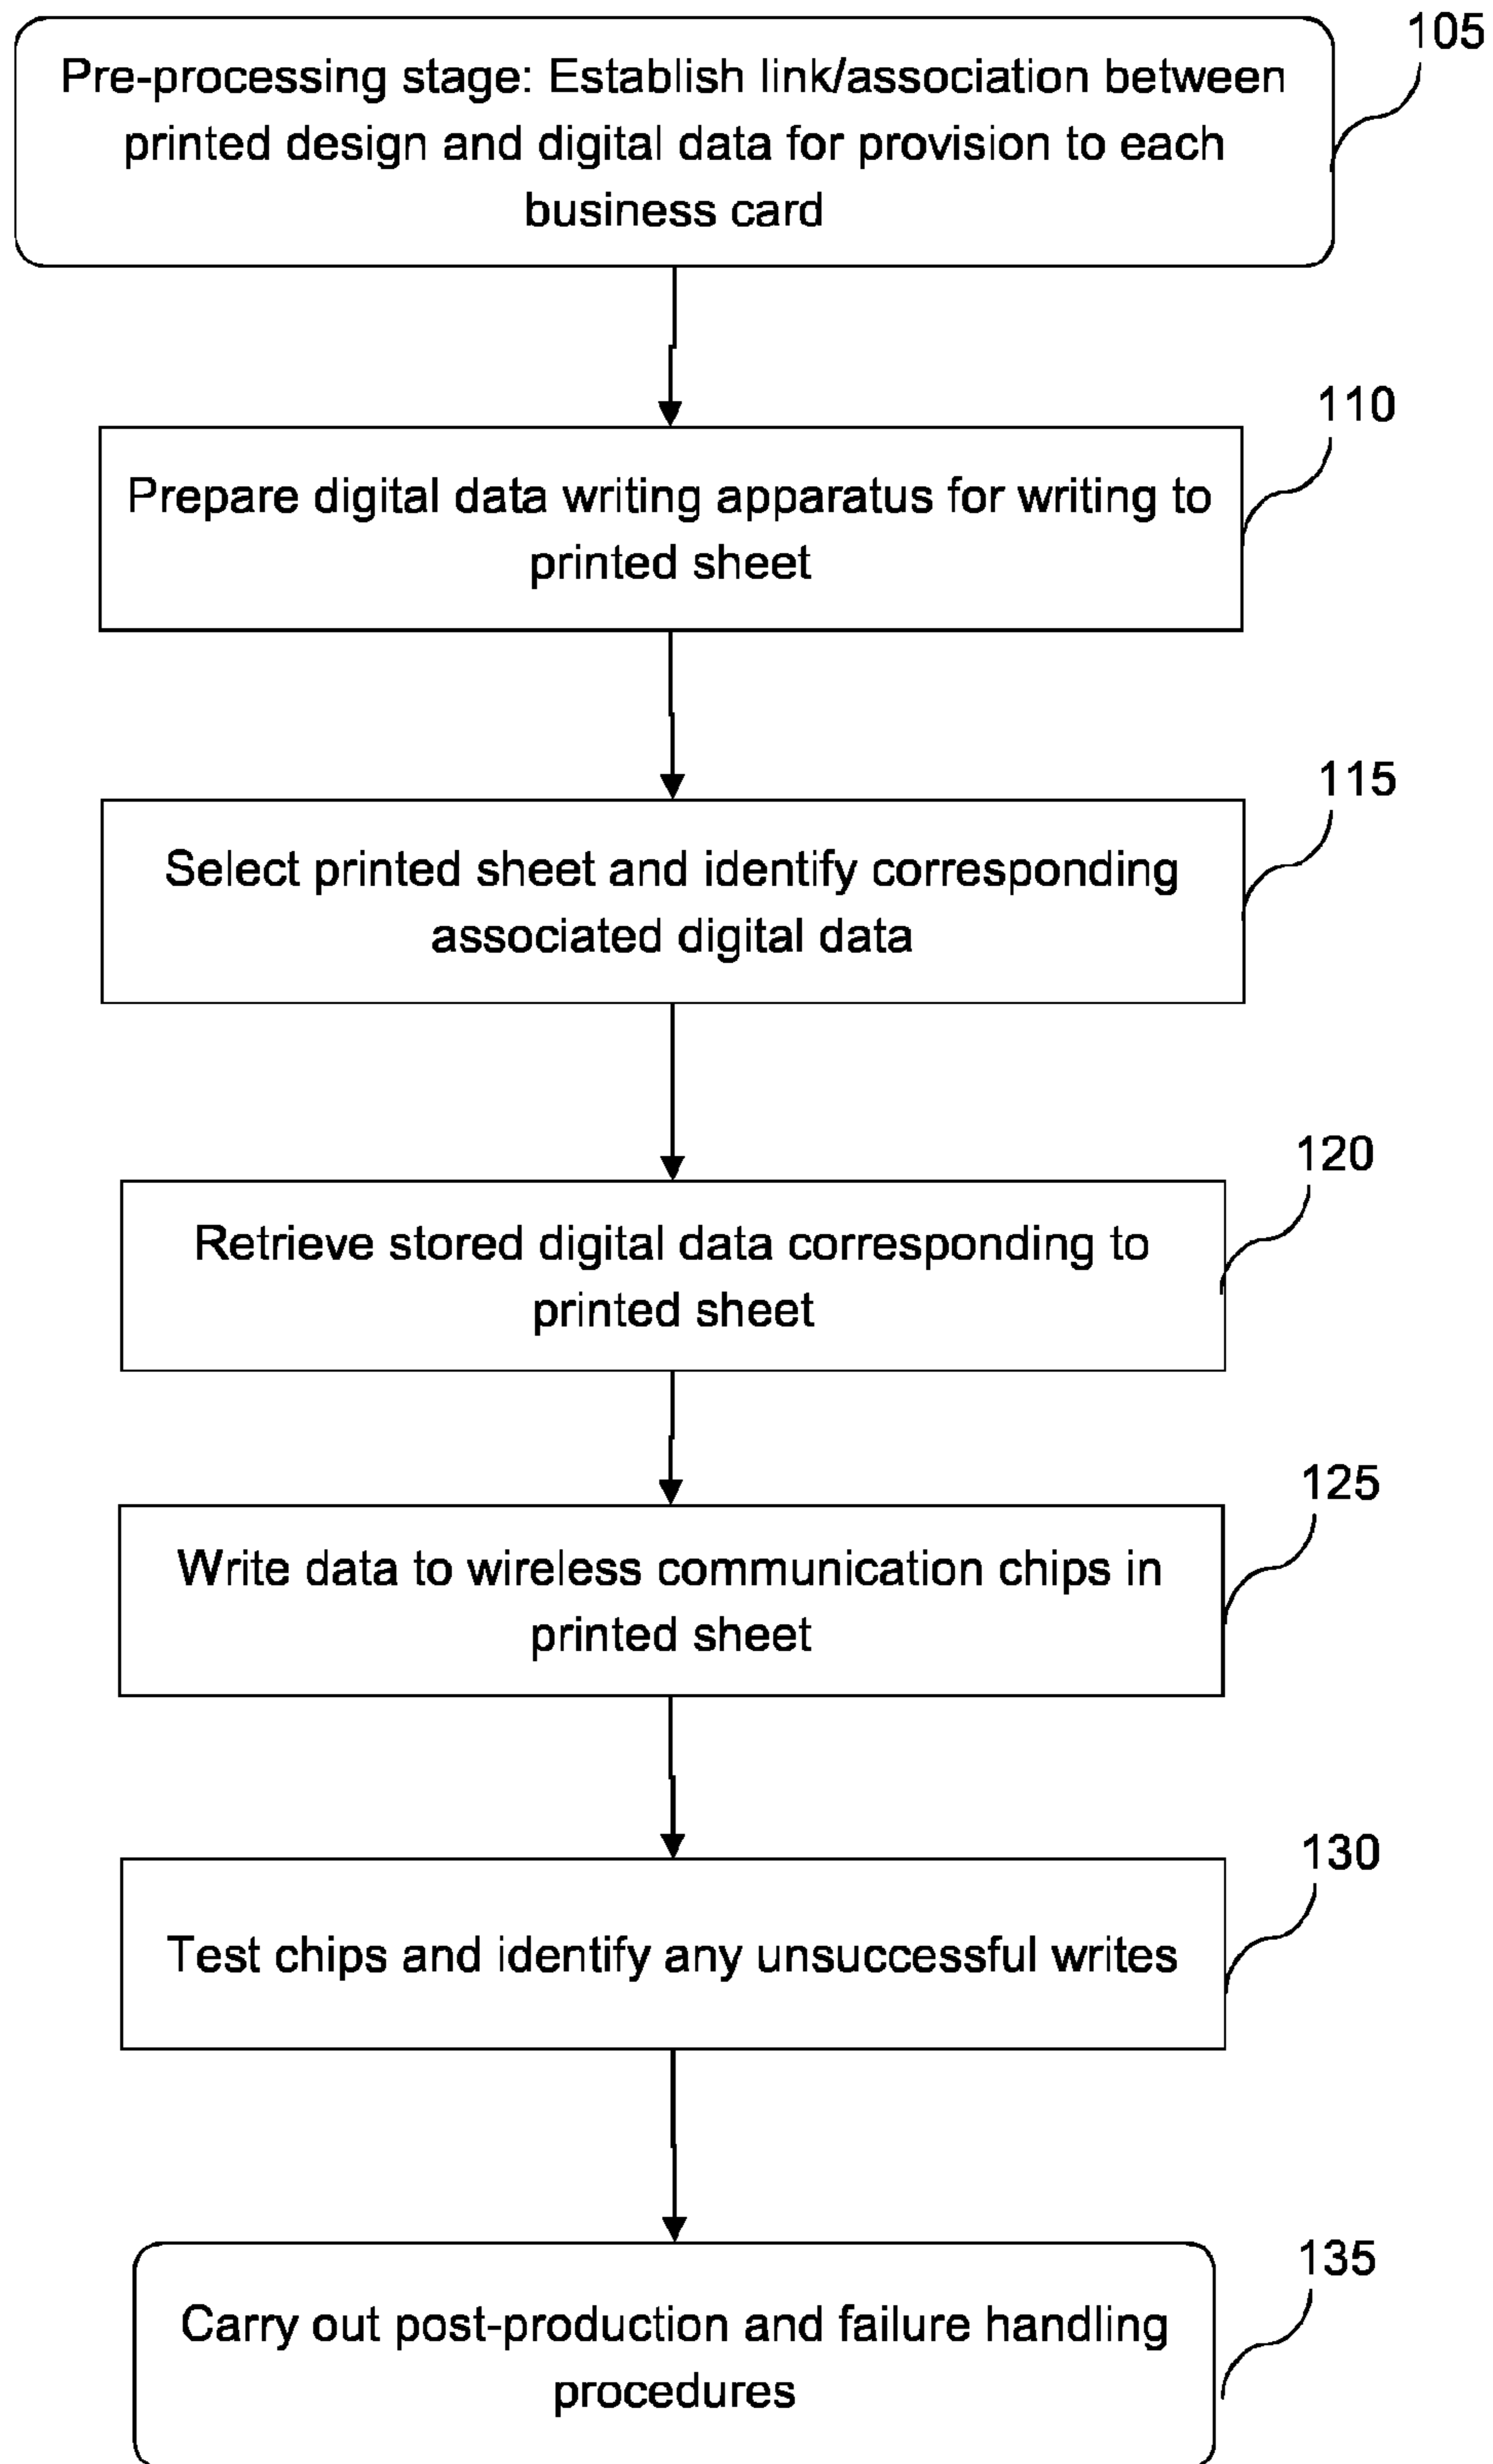 105
Pre-processing stage: Establish link/association between
printed design and digital data for provision to each
business card
110
Prepare digital data writing apparatus for writing to
printed sheet
115
Select printed sheet and identify corresponding
associated digital data
120
Retrieve stored digital data corresponding to
printed sheet
125
Write data to wireless communication chips in
printed sheet
130
Test chips and identify any unsuccessful writes
135
Carry out post-production and failure handling
procedures